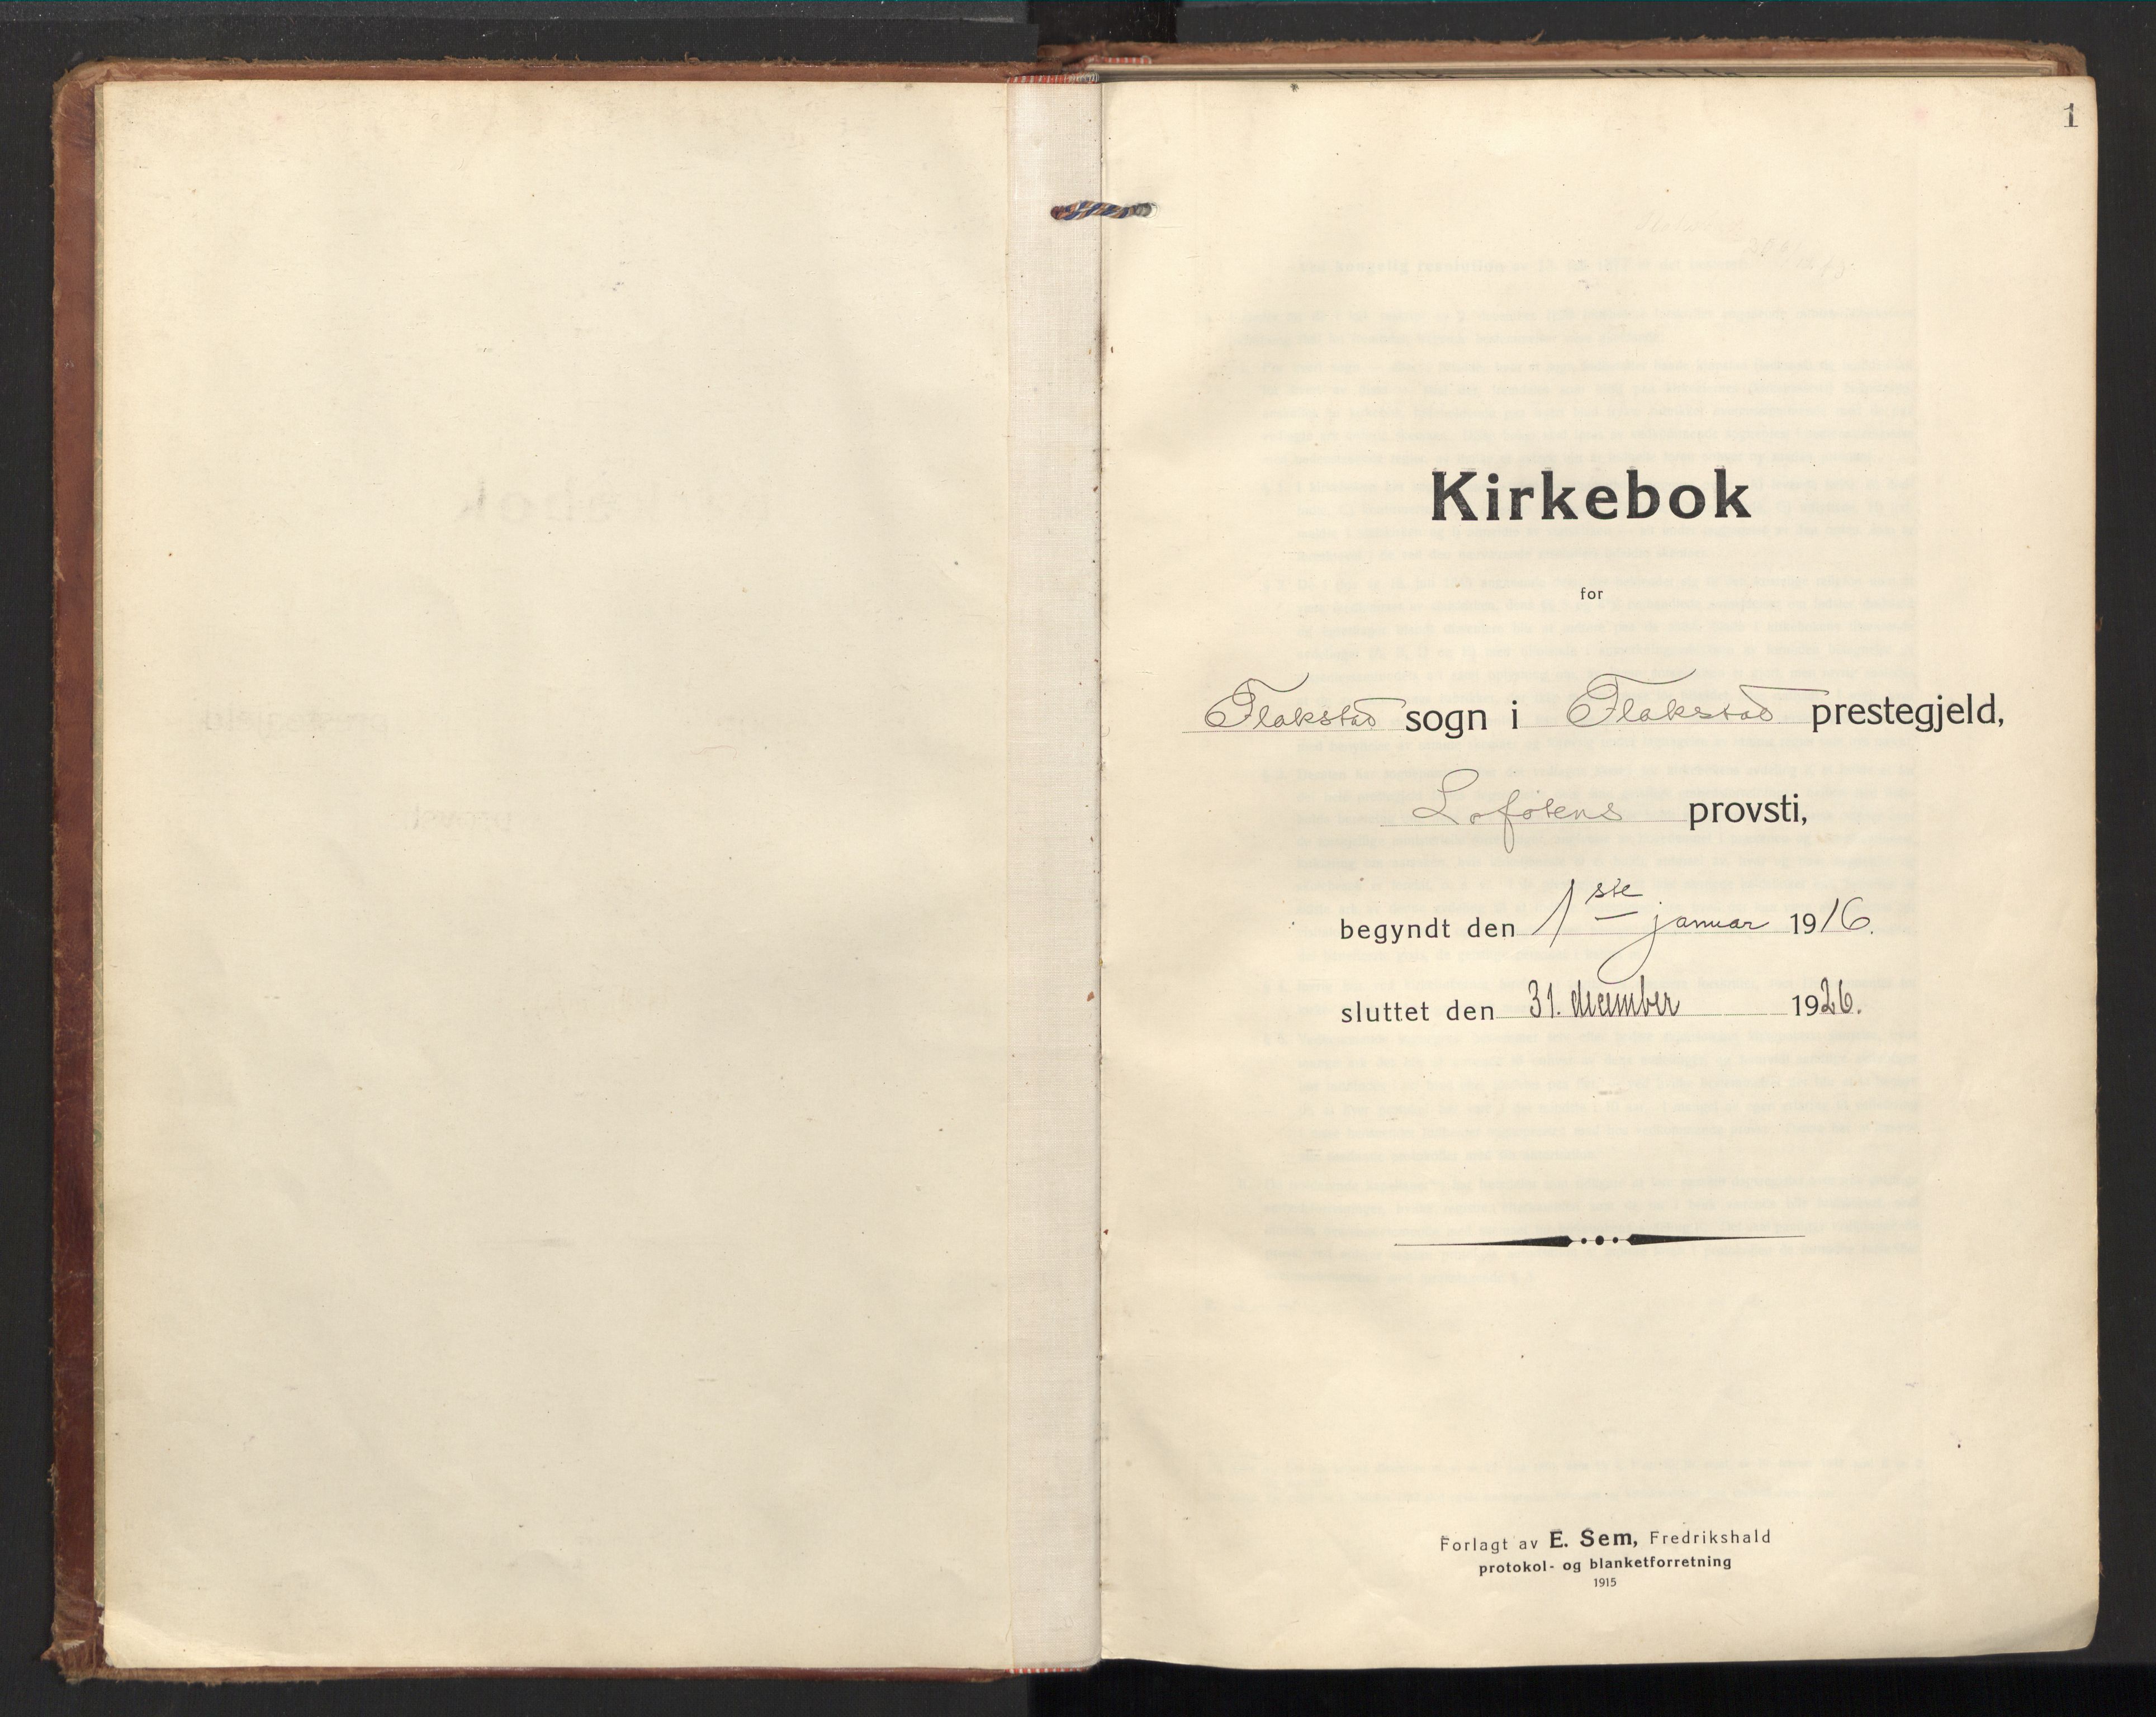 1
Kirkebok
for
Flakstad sogn i Flakstad prestegjeld,
Lofotens provsti,
begyndt den 1ste januar 1916.
sluttet den 31. december 1926.
Forlagt av E. Sem, Fredrikshald
protokol- og blanketforretning
1915